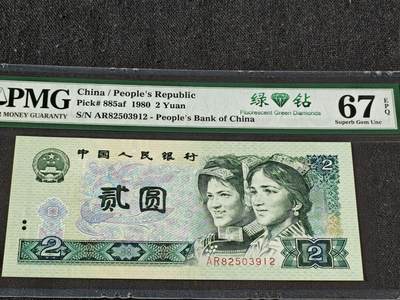 PMG
MONEY GUARANTY
China / People's Republic
Pick# 885af 1980 2 Yuan
S/N AR82503912 - People's Bank of China
绿 钻
Fluorescent Green Diamonds
67 EPQ
Superb Gem Unc
中国人民银行
2
贰圆
AR82503912
2
2